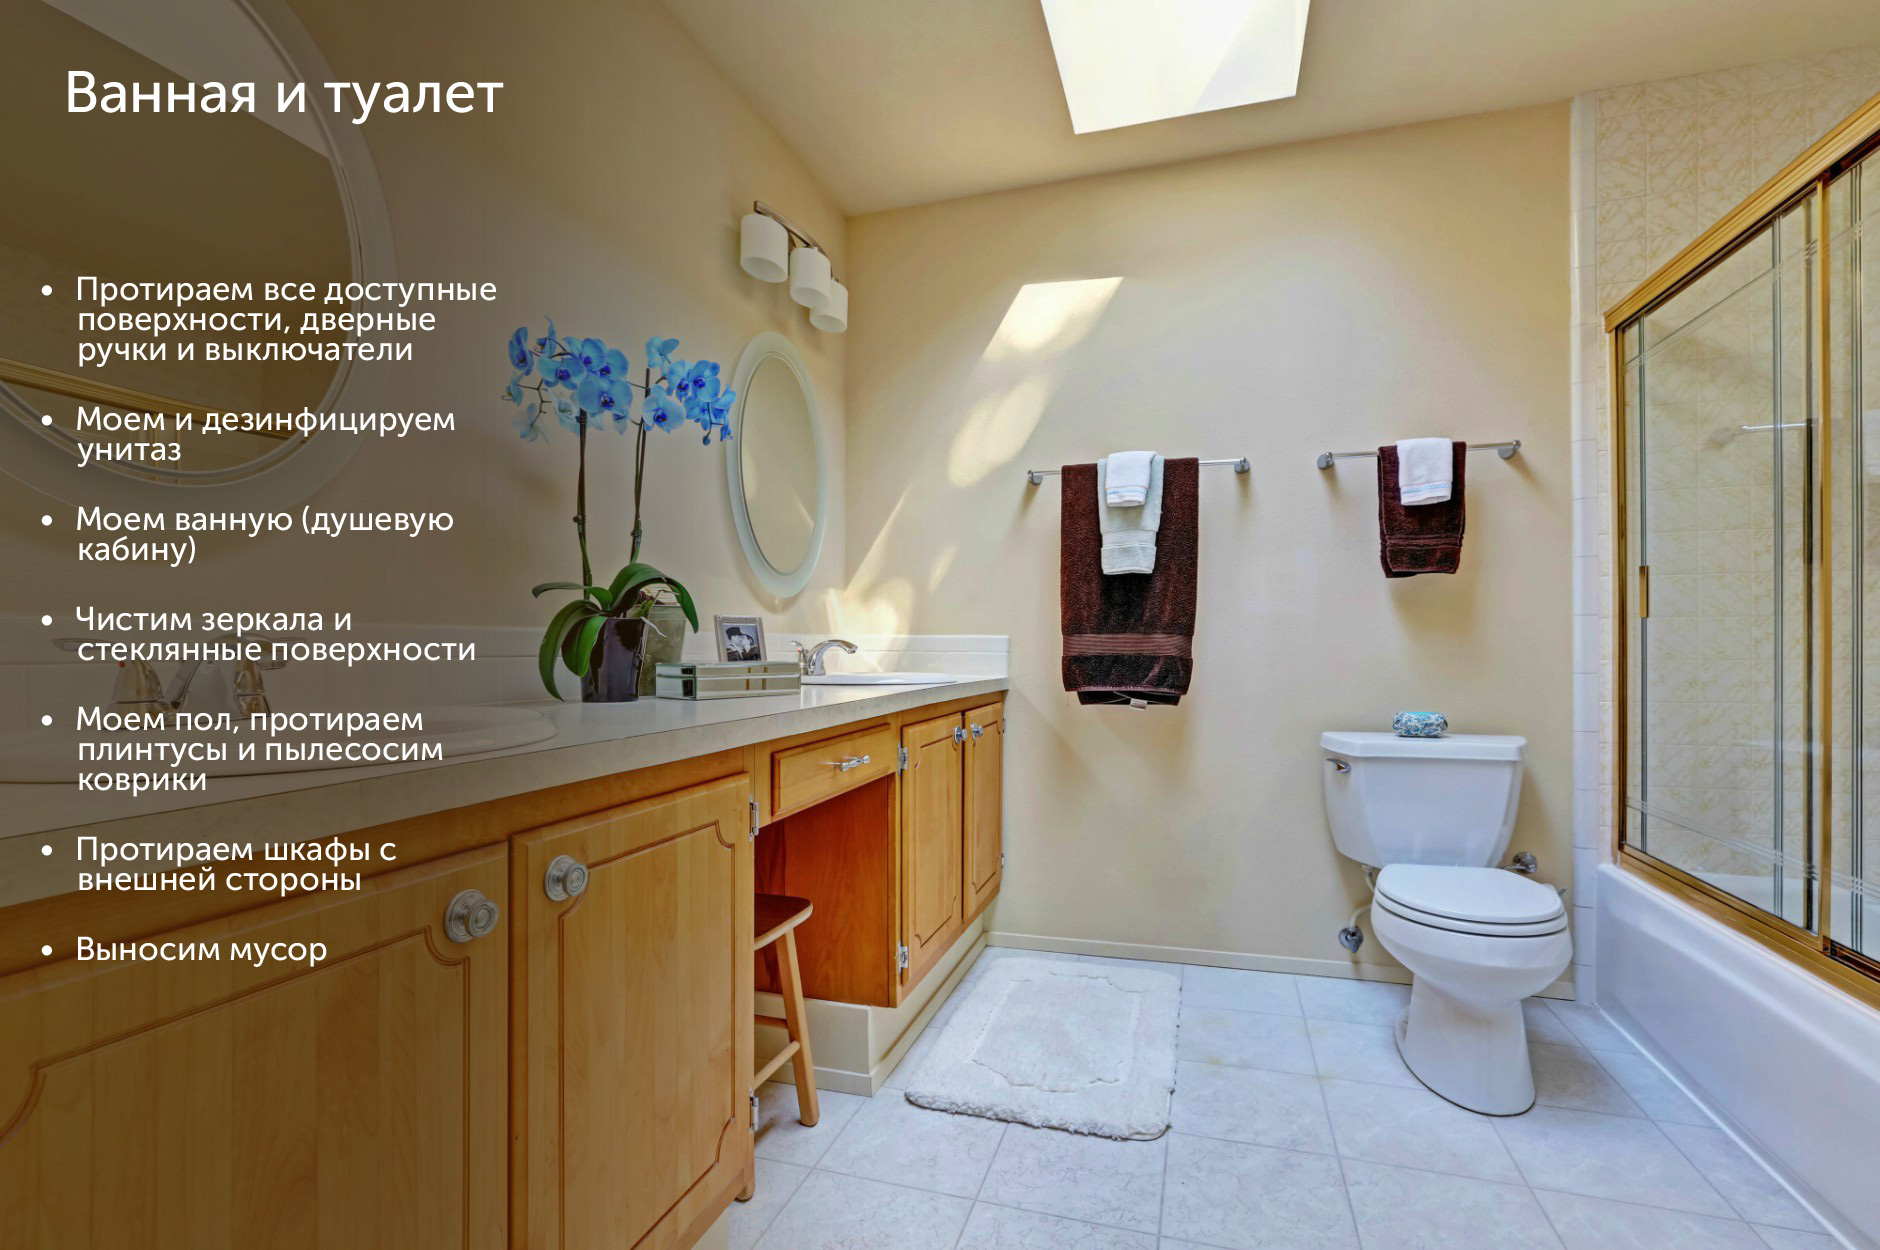 Ванная и туалет
• Протираем все доступные
поверхности, дверные
ручки и выключатели
• Моем и дезинфицируем
унитаз
• Моем ванную (душевую
кабину)
• Чистим зеркала и
стеклянные поверхности
• Моем пол, протираем
плинтусы и пылесосим
коврики
• Протираем шкафы с
внешней стороны
• Выносим мусор